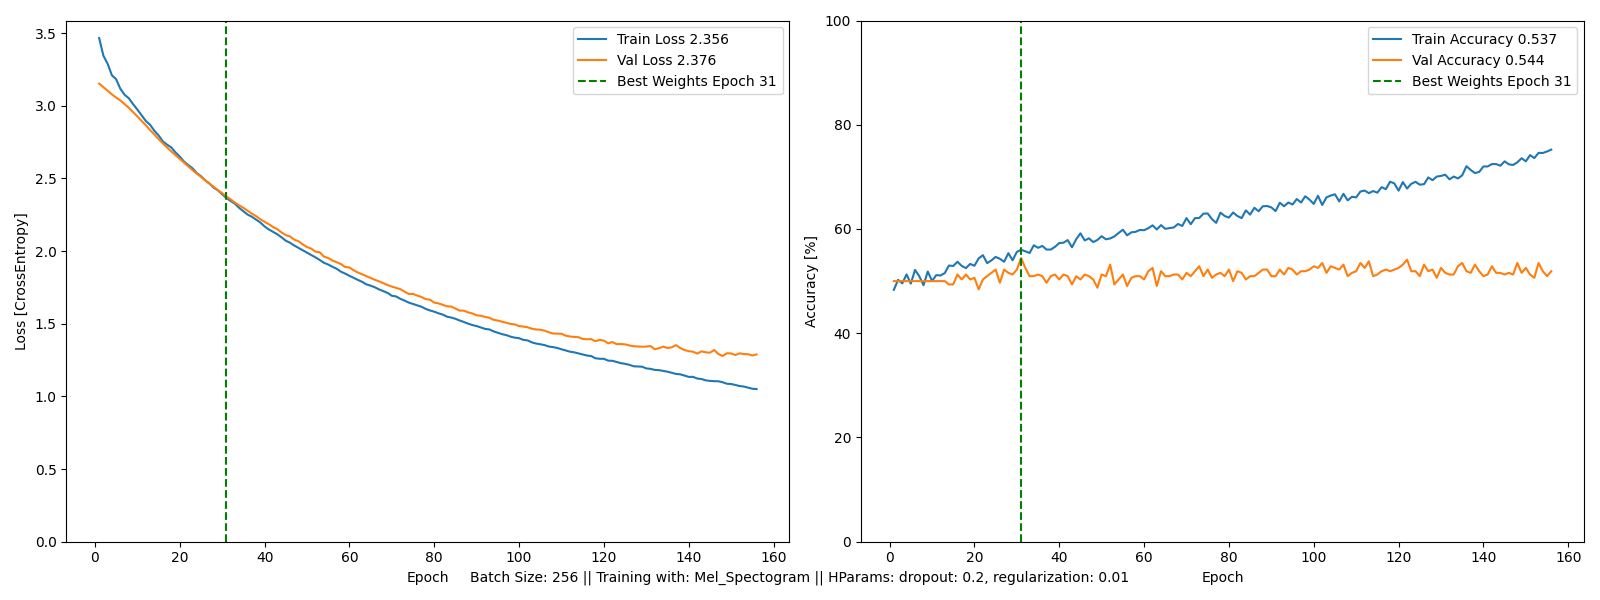 3.5
3.0
2.5
2.0
1.5
1.0
0.5
0.0
Loss [CrossEntropy]
Train Loss 2.356
Val Loss 2.376
Best Weights Epoch 31
0 20 40 60 80 100 120 140 160
Epoch
100
80
60
40
20
0
Accuracy [%]
Train Accuracy 0.537
Val Accuracy 0.544
Best Weights Epoch 31
0 20 40 60 80 100 120 140 160
Epoch
Batch Size: 256 || Training with: Mel_Spectogram || HParams: dropout: 0.2, regularization: 0.01